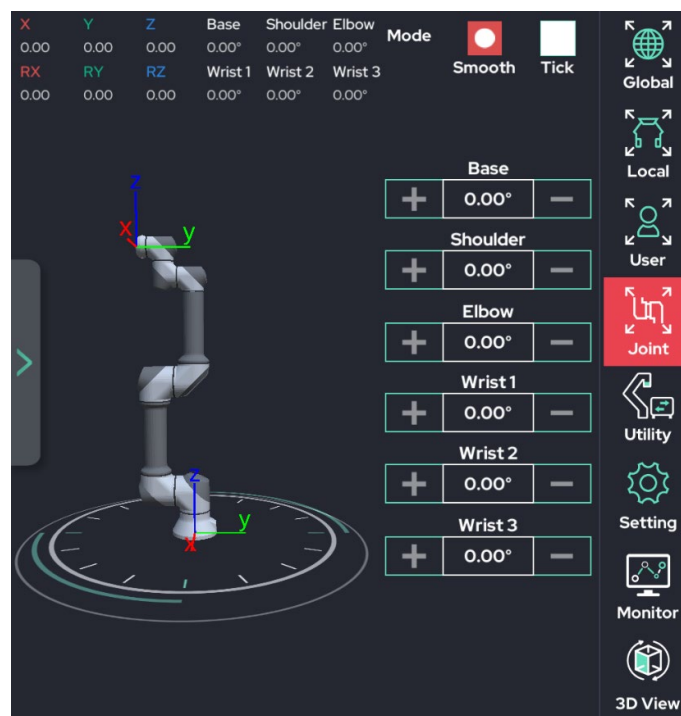 X Y Z Base Shoulder Elbow
0.00 0.00 0.00 0.00° 0.00° 0.00°
RX RY RZ Wrist 1 Wrist 2 Wrist 3
0.00 0.00 0.00 0.00° 0.00° 0.00°
Mode
Smooth Tick
z
x y
z
y
x
Base
+ 0.00° −
Shoulder
+ 0.00° −
Elbow
+ 0.00° −
Wrist 1
+ 0.00° −
Wrist 2
+ 0.00° −
Wrist 3
+ 0.00° −
Global
Local
User
Joint
Utility
Setting
Monitor
3D View